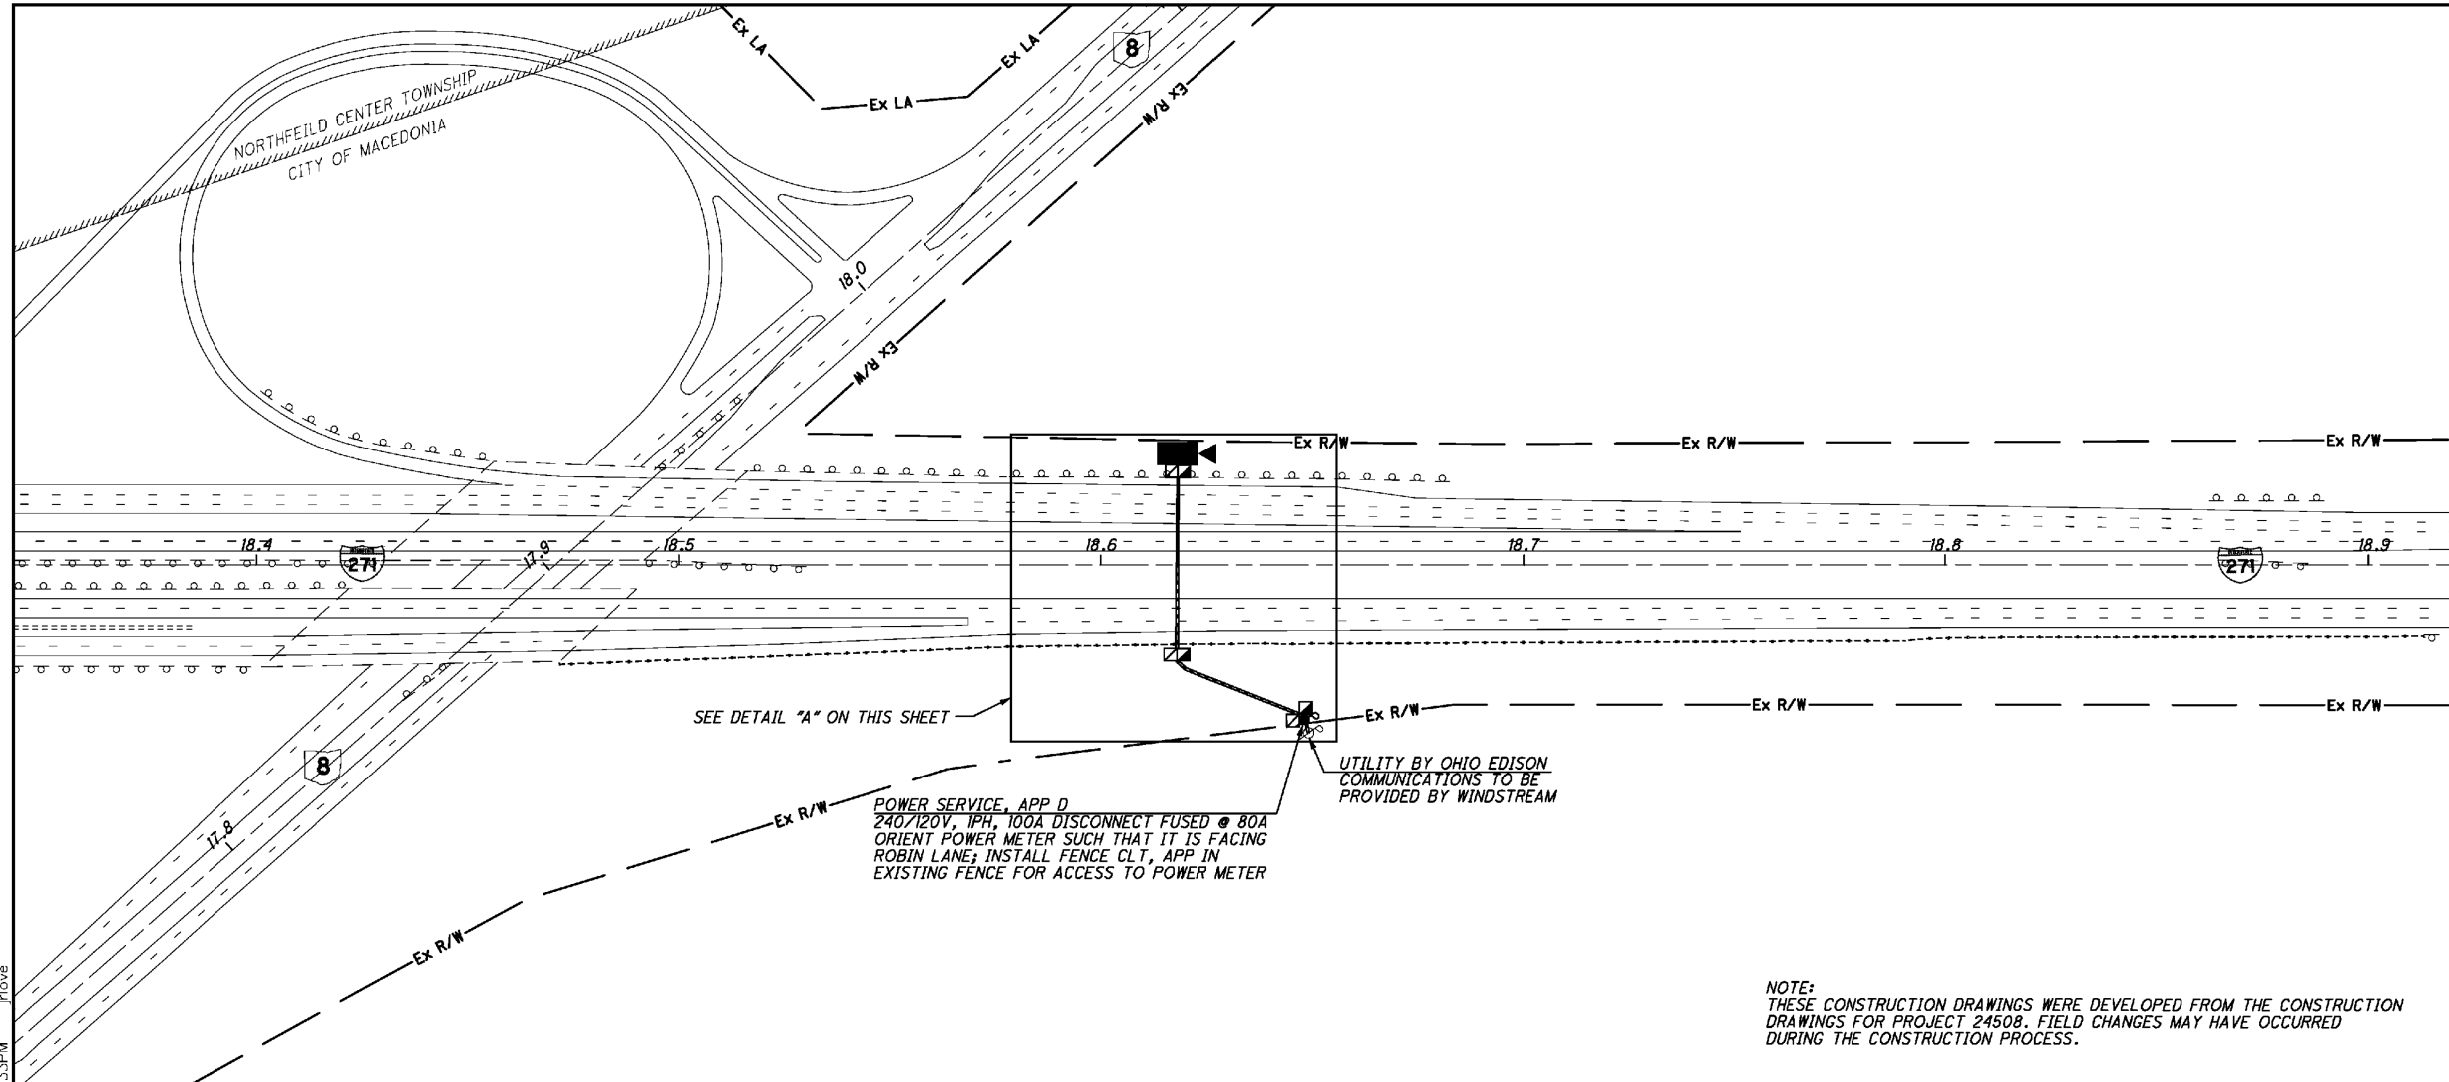 Ex LA
Ex LA
Ex LA
8
Ex R/W
NORTHFEILD CENTER TOWNSHIP
CITY OF MACEDONIA
18.0
Ex R/W
Ex R/W
Ex R/W
Ex R/W
18.4
271
17.9
18.5
18.6
18.7
18.8
271
18.9
SEE DETAIL "A" ON THIS SHEET
Ex R/W
Ex R/W
Ex R/W
8
UTILITY BY OHIO EDISON
COMMUNICATIONS TO BE
PROVIDED BY WINDSTREAM
POWER SERVICE, APP D
240/120V, 1PH, 100A DISCONNECT FUSED @ 80A
ORIENT POWER METER SUCH THAT IT IS FACING
ROBIN LANE; INSTALL FENCE CLT, APP IN
EXISTING FENCE FOR ACCESS TO POWER METER
Ex R/W
17.8
Ex R/W
NOTE:
THESE CONSTRUCTION DRAWINGS WERE DEVELOPED FROM THE CONSTRUCTION
DRAWINGS FOR PROJECT 24508. FIELD CHANGES MAY HAVE OCCURRED
DURING THE CONSTRUCTION PROCESS.